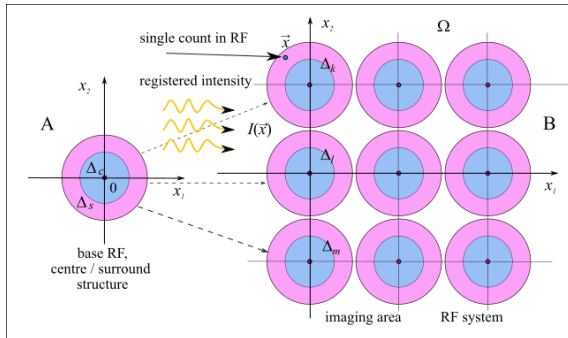 single count in RF
x⃗
x₂
Ω
Δₖ
registered intensity
x₂
A
I(x⃗)
B
Δ_c
0
Δₗ
Δₛ
x₁
x₁
base RF,
centre / surround
structure
Δₘ
imaging area
RF system